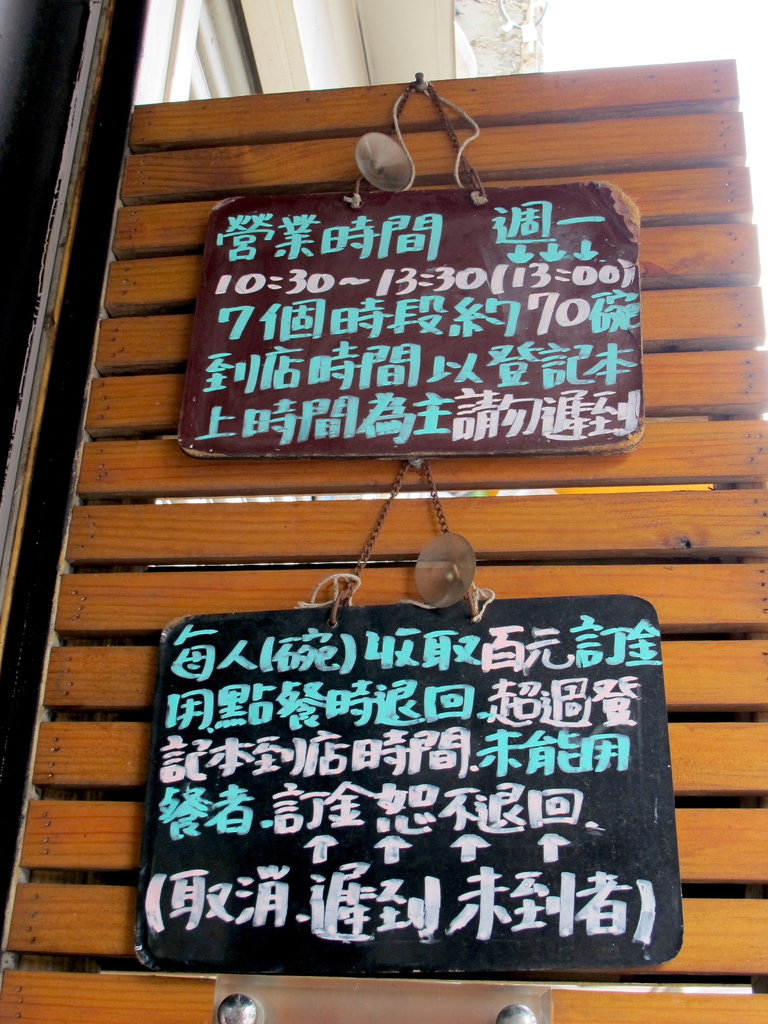 營業時間 週一
↓↓↓
10:30~13:30(13:00)
7個時段約70碗
到店時間以登記本
上時間為主請勿遲到
每人(碗)收取百元訂金
用點餐時退回.超過登
記本到店時間.未能用
餐者.訂金恕不退回.
↑ ↑ ↑ ↑
(取消.遲到.未到者)